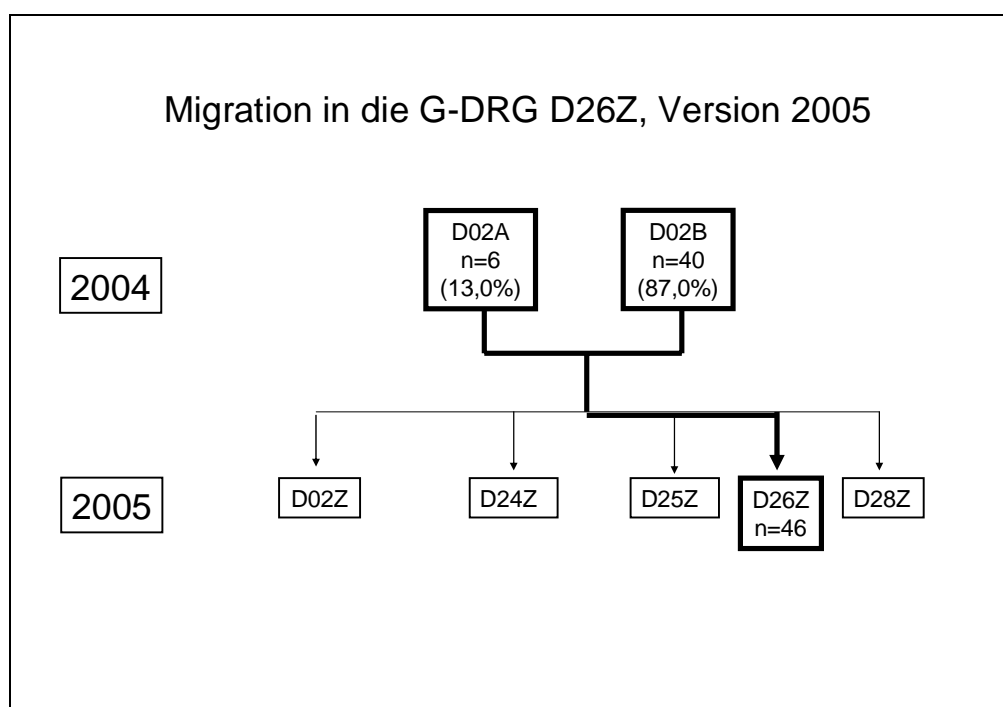 Migration in die G-DRG D26Z, Version 2005
D02A
n=6
(13,0%)
D02B
n=40
(87,0%)
2004
2005
D02Z
D24Z
D25Z
D26Z
n=46
D28Z